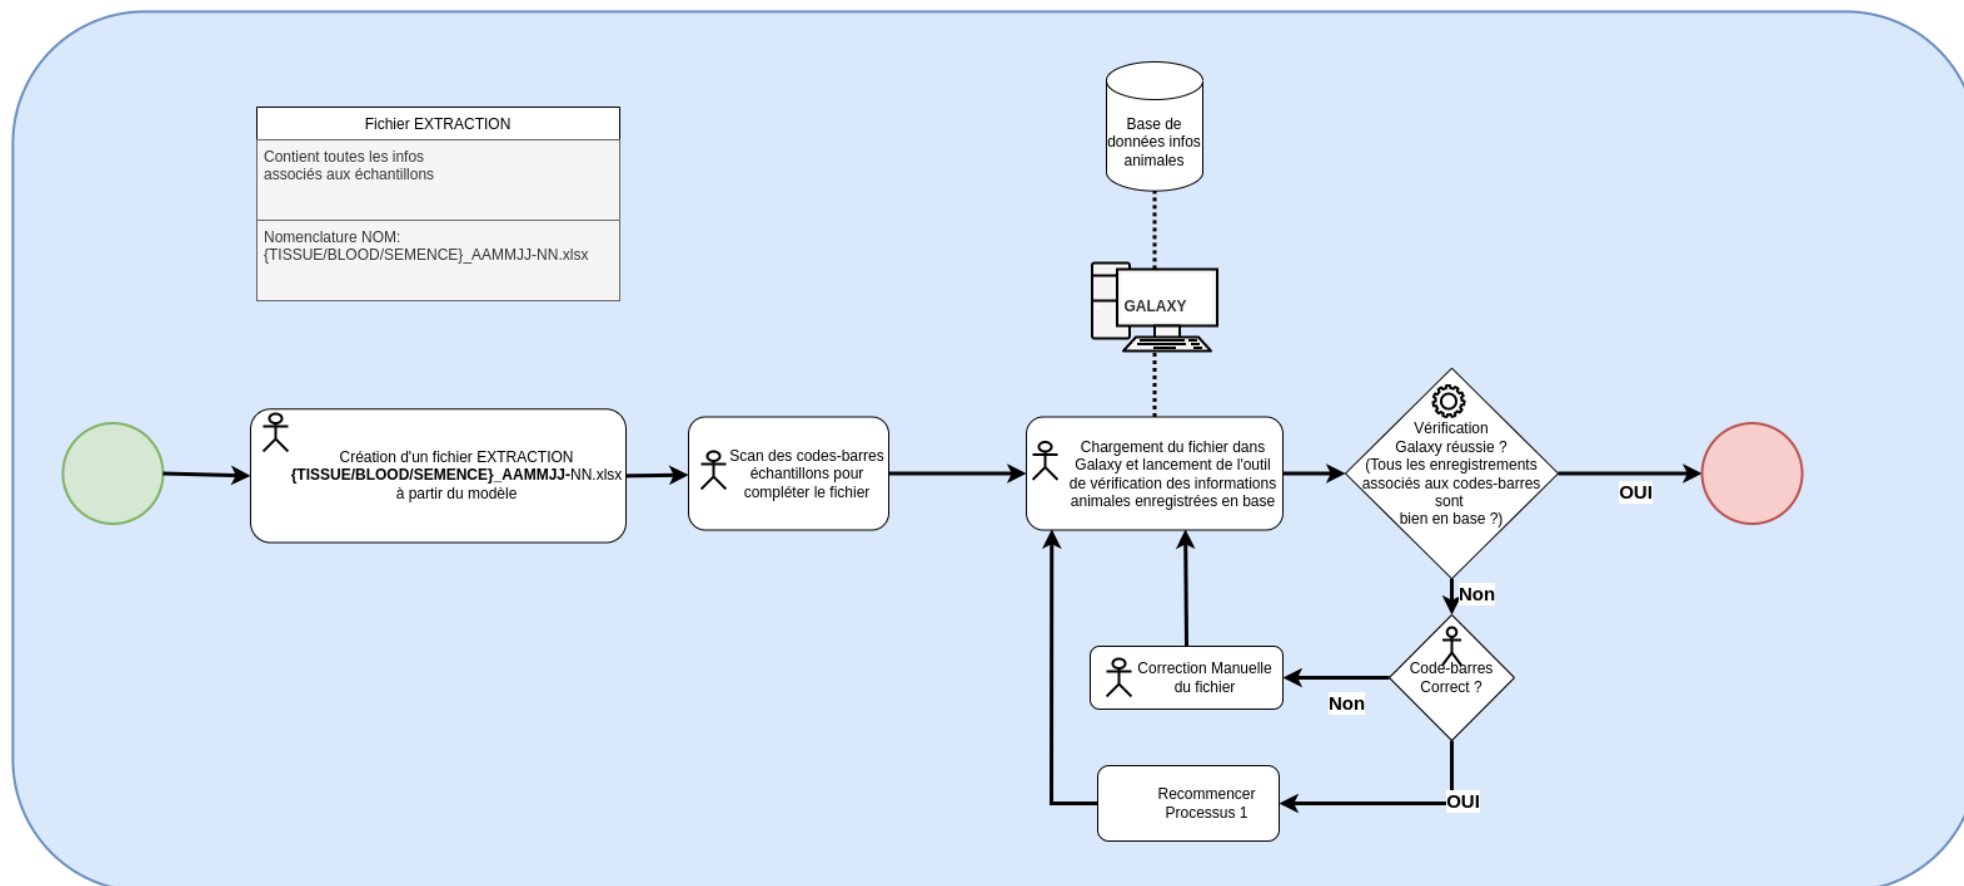 Fichier EXTRACTION
Contient toutes les infos
associés aux échantillons
Nomenclature NOM:
{TISSUE/BLOOD/SEMENCE}_AAMMJJ-NN.xlsx
Base de
données infos
animales
GALAXY
Création d'un fichier EXTRACTION
{TISSUE/BLOOD/SEMENCE}_AAMMJJ-NN.xlsx
à partir du modèle
Scan des codes-barres
échantillons pour
compléter le fichier
Chargement du fichier dans
Galaxy et lancement de l'outil
de vérification des informations
animales enregistrées en base
Vérification
Galaxy réussie ?
(Tous les enregistrements
associés aux codes-barres
sont
bien en base ?)
OUI
Non
Code-barres
Correct ?
Non
Correction Manuelle
du fichier
OUI
Recommencer
Processus 1